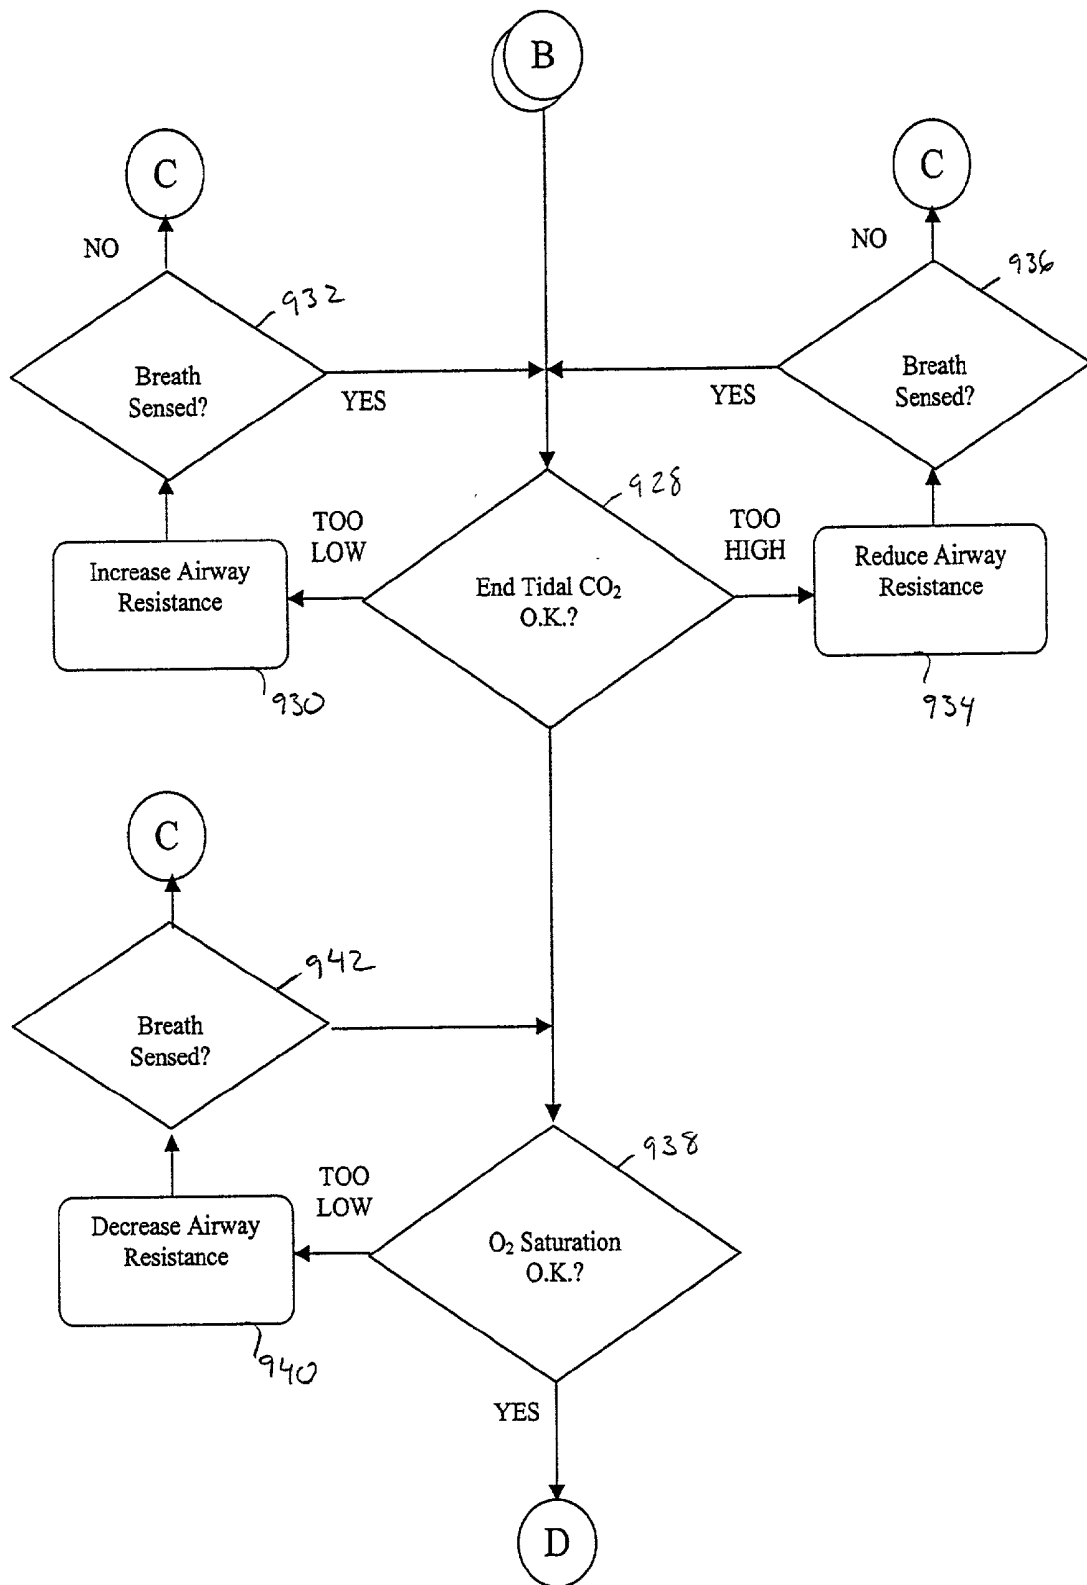 B
C
C
NO
NO
932
936
Breath
Sensed?
YES
Breath
Sensed?
YES
928
TOO
LOW
TOO
HIGH
Increase Airway
Resistance
End Tidal CO₂
O.K.?
Reduce Airway
Resistance
930
934
C
942
Breath
Sensed?
938
TOO
LOW
Decrease Airway
Resistance
O₂ Saturation
O.K.?
940
YES
D